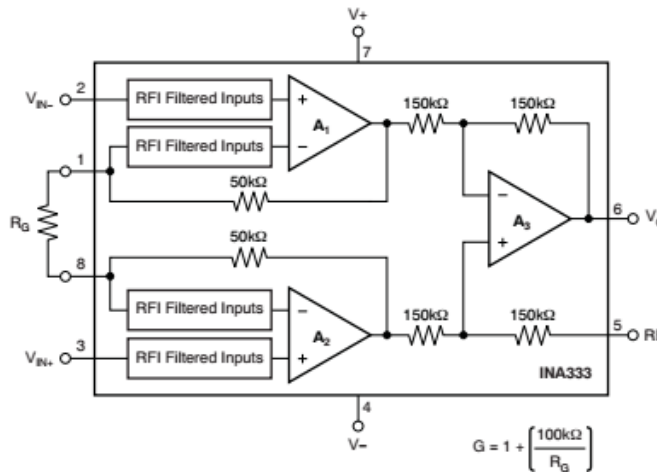 V+
7
2
V_IN−
RFI Filtered Inputs
+
A₁
150kΩ
150kΩ
RFI Filtered Inputs
−
1
50kΩ
R_G
−
A₃
+
6
50kΩ
8
RFI Filtered Inputs
−
A₂
150kΩ
150kΩ
5
3
V_IN+
RFI Filtered Inputs
+
INA333
4
V−
G = 1 + [100kΩ / R_G]